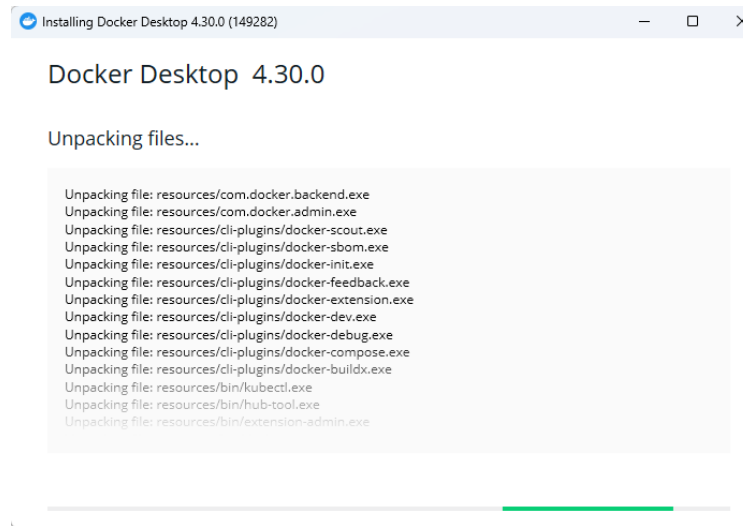 Installing Docker Desktop 4.30.0 (149282)
Docker Desktop 4.30.0
Unpacking files...
Unpacking file: resources/com.docker.backend.exe
Unpacking file: resources/com.docker.admin.exe
Unpacking file: resources/cli-plugins/docker-scout.exe
Unpacking file: resources/cli-plugins/docker-sbom.exe
Unpacking file: resources/cli-plugins/docker-init.exe
Unpacking file: resources/cli-plugins/docker-feedback.exe
Unpacking file: resources/cli-plugins/docker-extension.exe
Unpacking file: resources/cli-plugins/docker-dev.exe
Unpacking file: resources/cli-plugins/docker-debug.exe
Unpacking file: resources/cli-plugins/docker-compose.exe
Unpacking file: resources/cli-plugins/docker-buildx.exe
Unpacking file: resources/bin/kubectl.exe
Unpacking file: resources/bin/hub-tool.exe
Unpacking file: resources/bin/extension-admin.exe